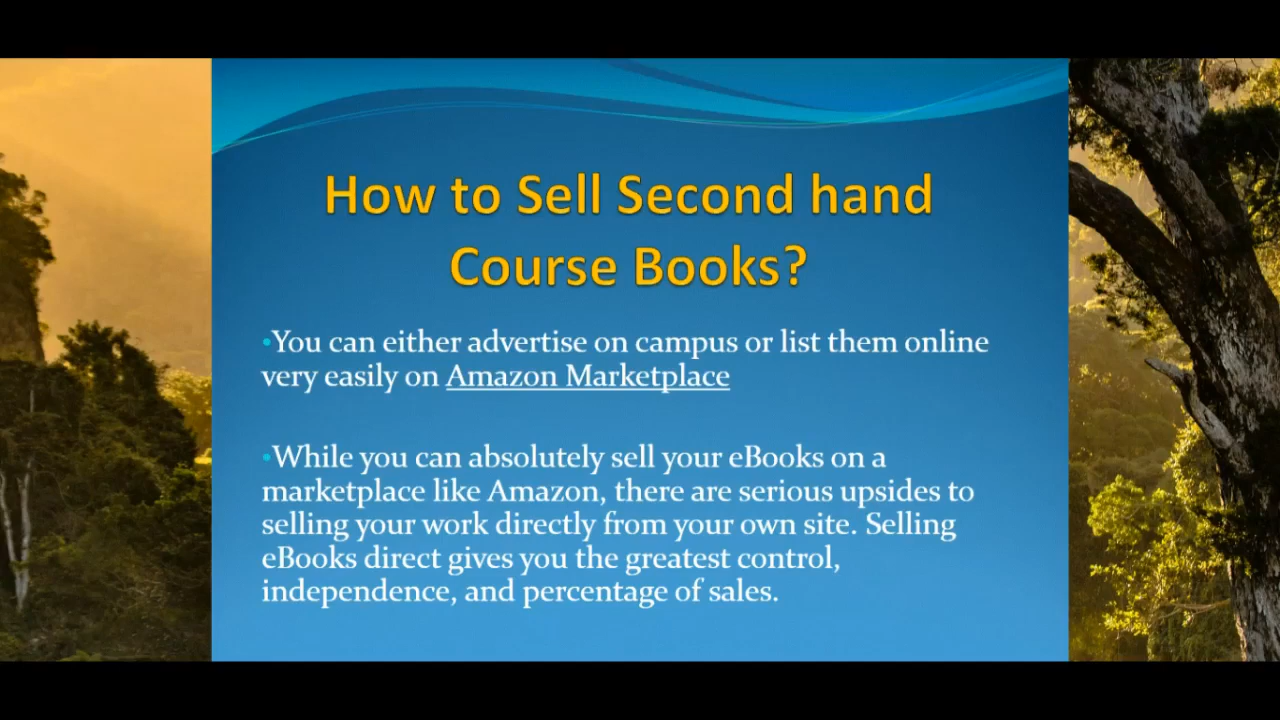 How to Sell Second hand
Course Books?
•You can either advertise on campus or list them online
very easily on Amazon Marketplace
•While you can absolutely sell your eBooks on a
marketplace like Amazon, there are serious upsides to
selling your work directly from your own site. Selling
eBooks direct gives you the greatest control,
independence, and percentage of sales.